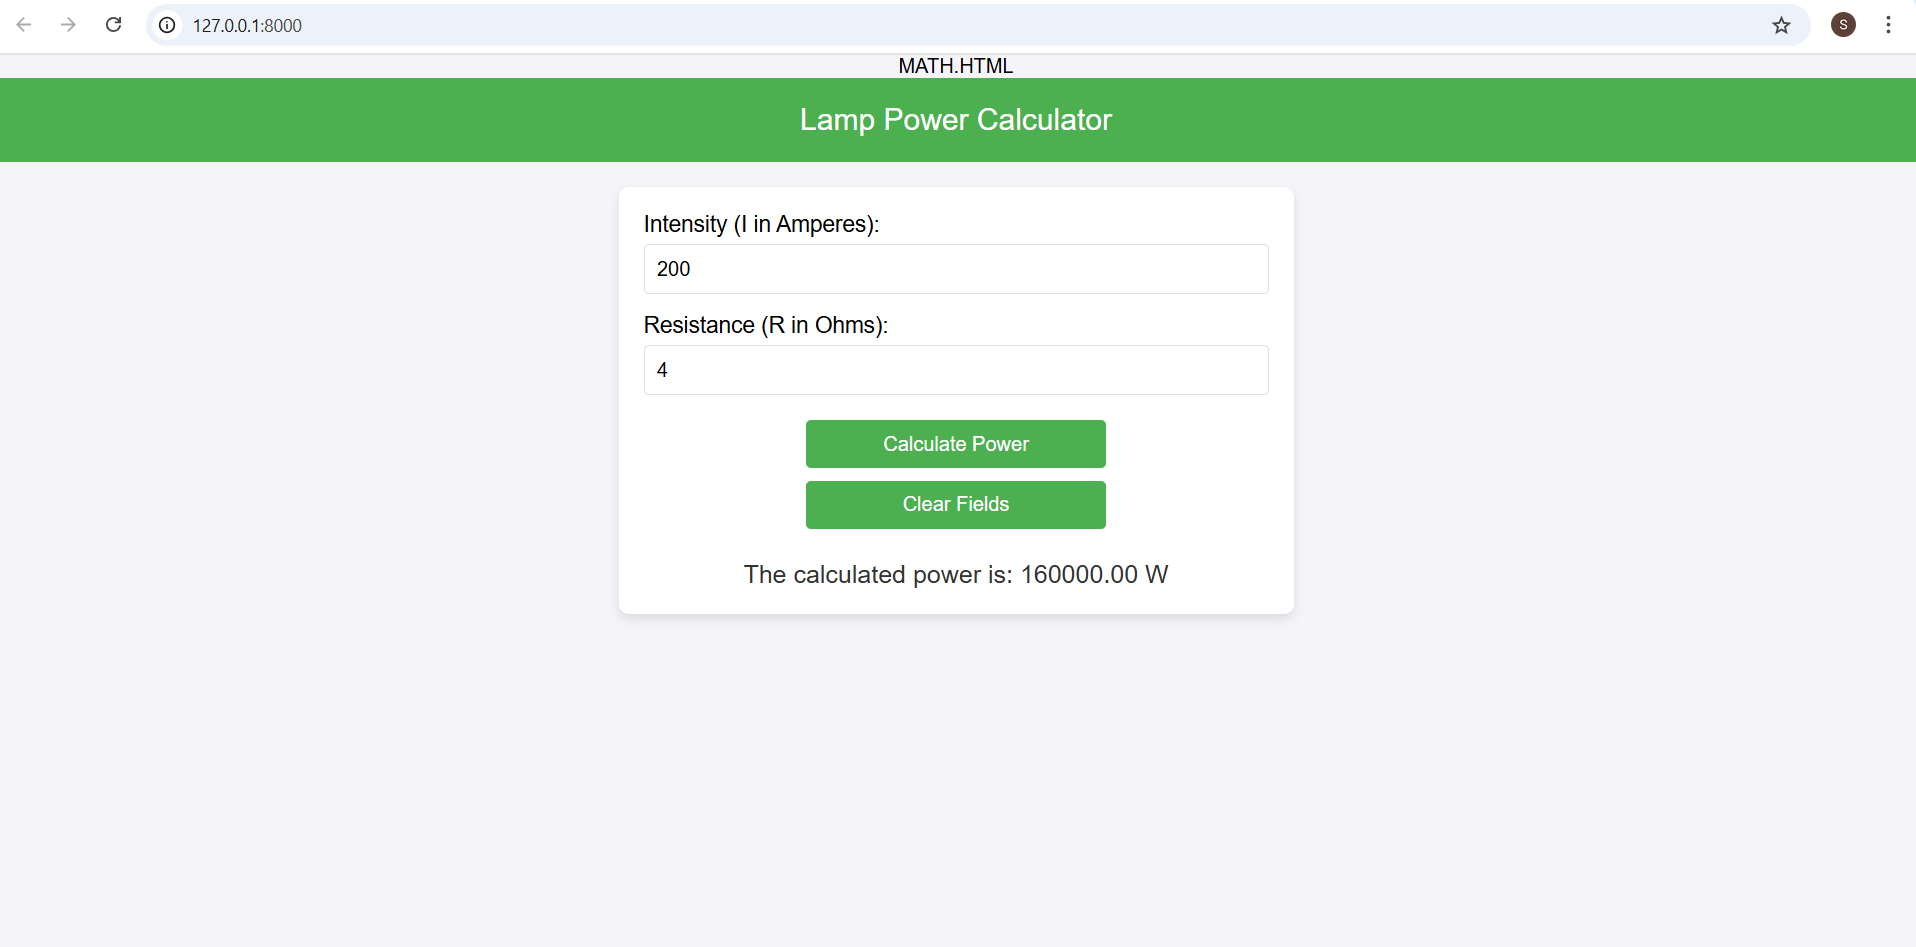 127.0.0.1:8000
S
MATH.HTML
Lamp Power Calculator
Intensity (I in Amperes):
200
Resistance (R in Ohms):
4
Calculate Power
Clear Fields
The calculated power is: 160000.00 W